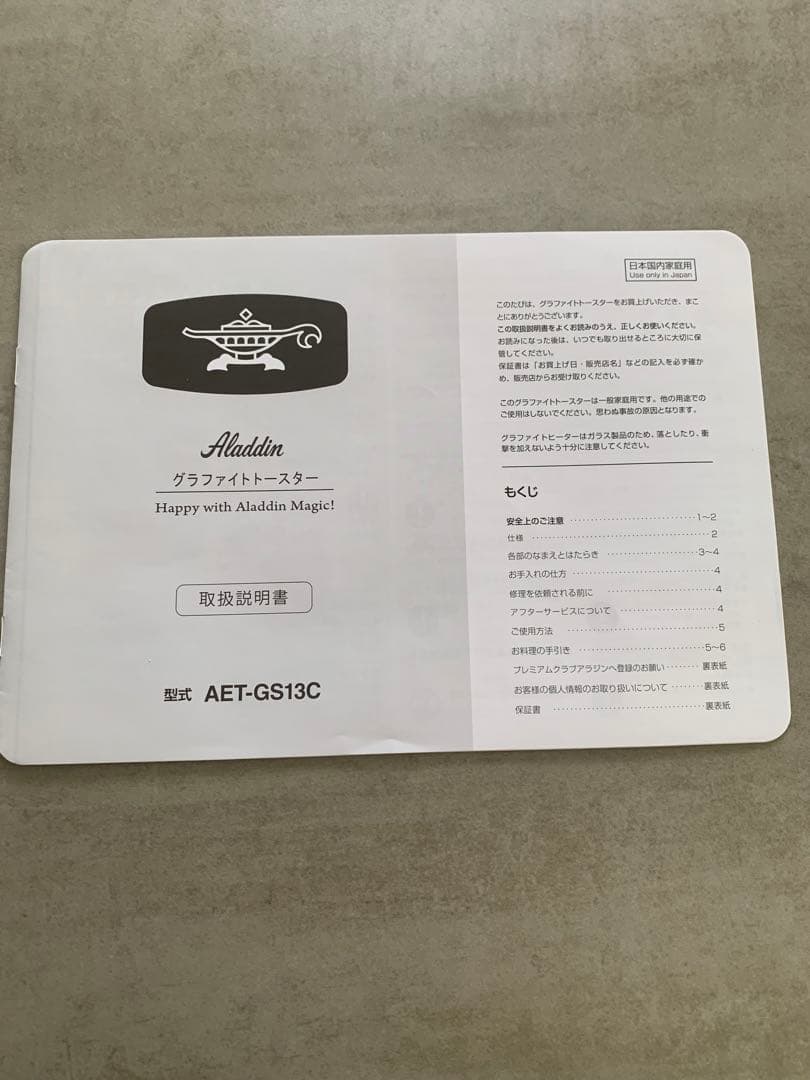 Aladdin
グラファイトトースター
Happy with Aladdin Magic!
取扱説明書
型式 AET-GS13C
日本国内家庭用
Use only in Japan
このたびは、グラファイトトースターをお買上げいただき、まこ
とにありがとうございます。
この取扱説明書をよくお読みのうえ、正しくお使いください。
お読みになった後は、いつでも取り出せるところに大切に保
管してください。
保証書は「お買上げ日・販売店名」などの記入を必ず確か
め、販売店からお受け取りください。
このグラファイトトースターは一般家庭用です。他の用途での
ご使用はしないでください。思わぬ事故の原因となります。
グラファイトヒーターはガラス製品のため、落としたり、衝
撃を加えないよう十分に注意してください。
もくじ
安全上のご注意 ‥‥‥‥‥‥‥‥‥‥ 1〜2
仕様 ‥‥‥‥‥‥‥‥‥‥‥‥‥‥ 2
各部のなまえとはたらき ‥‥‥‥‥‥‥ 3〜4
お手入れの仕方 ‥‥‥‥‥‥‥‥‥‥ 4
修理を依頼される前に ‥‥‥‥‥‥‥‥ 4
アフターサービスについて ‥‥‥‥‥‥ 4
ご使用方法 ‥‥‥‥‥‥‥‥‥‥‥‥ 5
お料理の手引き ‥‥‥‥‥‥‥‥‥‥ 5〜6
プレミアムクラブアラジンへ登録のお願い ‥‥ 裏表紙
お客様の個人情報のお取り扱いについて ‥‥ 裏表紙
保証書 ‥‥‥‥‥‥‥‥‥‥‥‥‥ 裏表紙